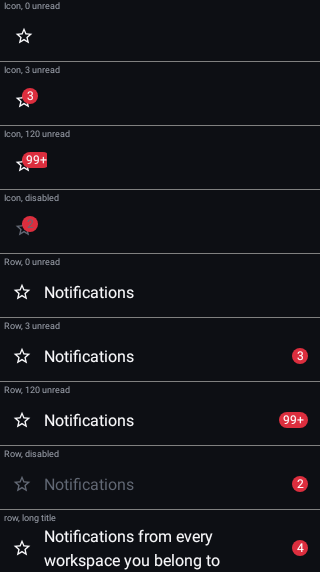 Icon, 0 unread
Icon, 3 unread
3
Icon, 120 unread
99+
Icon, disabled
Row, 0 unread
Notifications
Row, 3 unread
Notifications 3
Row, 120 unread
Notifications 99+
Row, disabled
Notifications 2
row, long title
Notifications from every
workspace you belong to
4